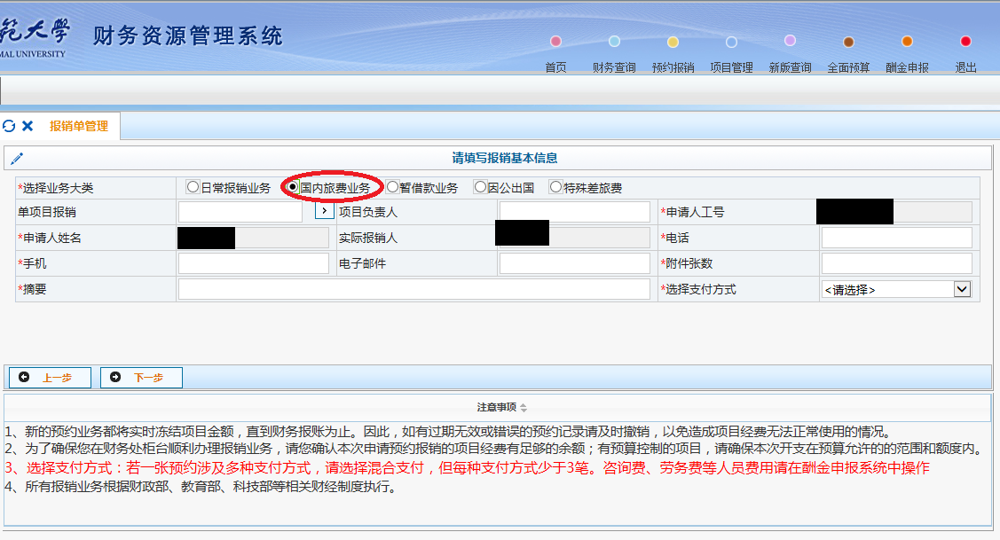 範大學
MAL UNIVERSITY
财务资源管理系统
首页 财务查询 预约报销 项目管理 新版查询 全面预算 酬金申报 退出
报销单管理
请填写报销基本信息
*选择业务大类 日常报销业务 国内旅费业务 暂借款业务 因公出国 特殊差旅费
单项目报销 > 项目负责人 *申请人工号
*申请人姓名 实际报销人 *电话
*手机 电子邮件 *附件张数
*摘要 *选择支付方式 <请选择>
上一步 下一步
注意事项
1、新的预约业务都将实时冻结项目金额，直到财务报账为止。因此，如有过期无效或错误的预约记录请及时撤销，以免造成项目经费无法正常使用的情况。
2、为了确保您在财务处柜台顺利办理报销业务，请您确认本次申请预约报销的项目经费有足够的余额；有预算控制的项目，请确保本次开支在预算允许的的范围和额度内。
3、选择支付方式：若一张预约涉及多种支付方式，请选择混合支付，但每种支付方式少于3笔。咨询费、劳务费等人员费用请在酬金申报系统中操作
4、所有报销业务根据财政部、教育部、科技部等相关财经制度执行。